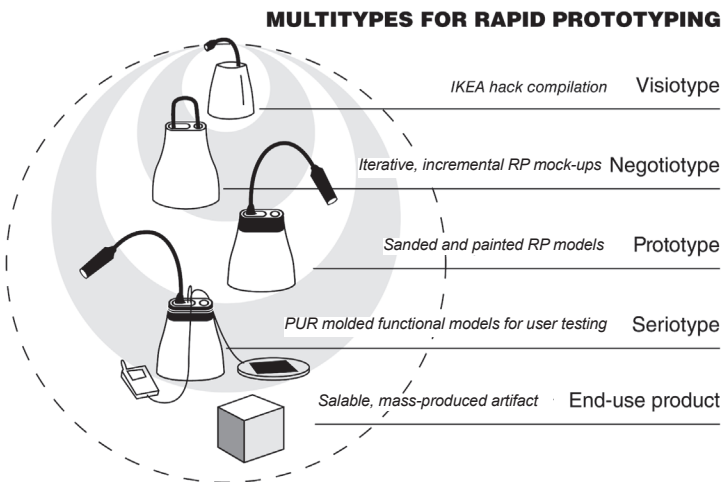 MULTITYPES FOR RAPID PROTOTYPING
IKEA hack compilation Visiotype
Iterative, incremental RP mock-ups Negotiotype
Sanded and painted RP models Prototype
PUR molded functional models for user testing Seriotype
Salable, mass-produced artifact End-use product